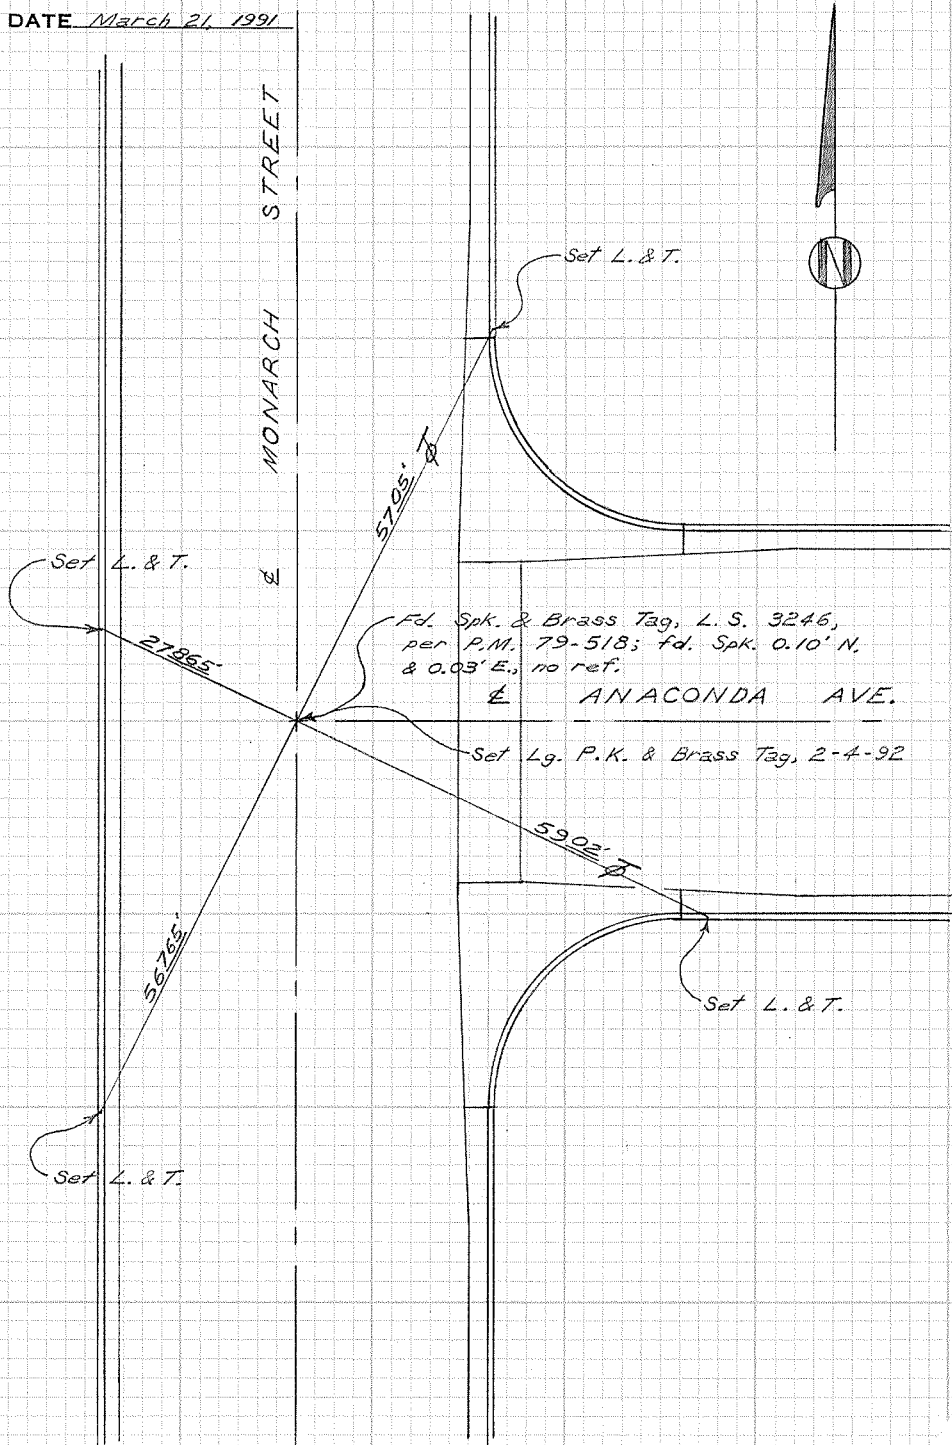 DATE March 21, 1991
MONARCH STREET
℄
N
Set L. & T.
57.05'
Set L. & T.
27.865'
Fd. Spk. & Brass Tag, L. S. 3246,
per P.M. 79-518; fd. Spk. 0.10' N.
& 0.03' E., no ref.
℄ ANACONDA AVE.
Set Lg. P.K. & Brass Tag, 2-4-92
59.02'
56.765'
Set L. & T.
Set L. & T.